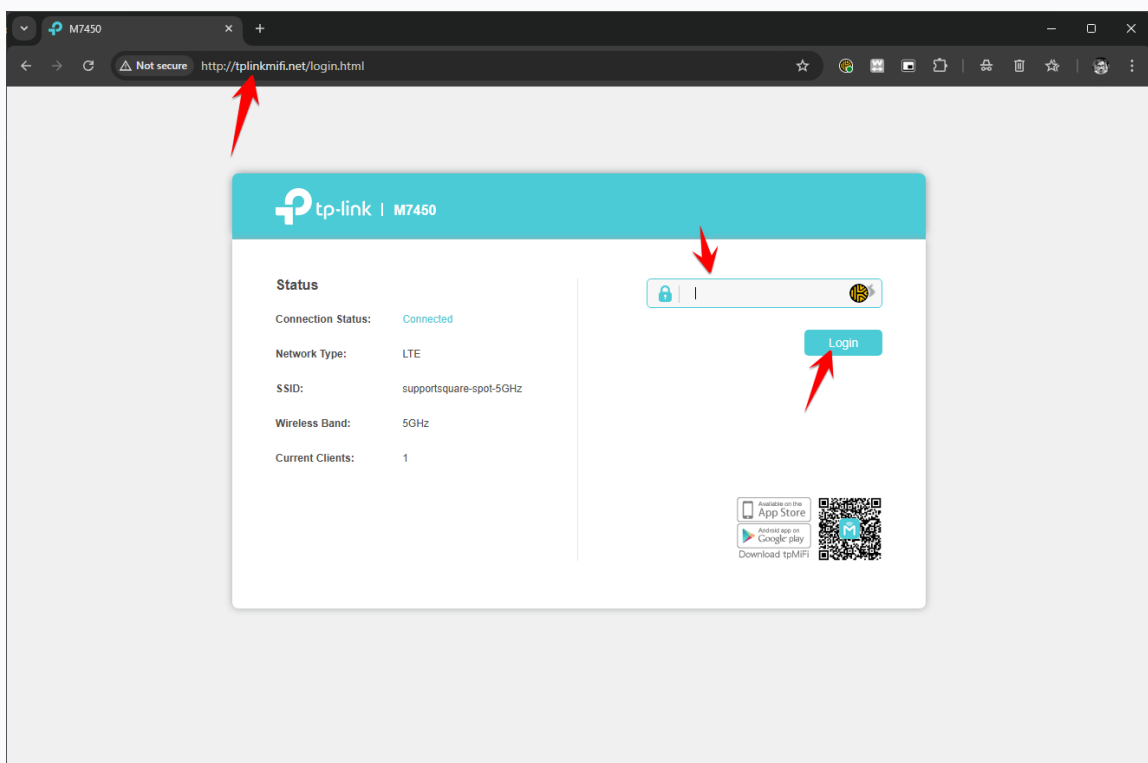 M7450
Not secure http://tplinkmifi.net/login.html
tp-link | M7450
Status
Connection Status: Connected
Network Type: LTE
SSID: supportsquare-spot-5GHz
Wireless Band: 5GHz
Current Clients: 1
Login
Available on the
App Store
Android app on
Google play
Download tpMiFi